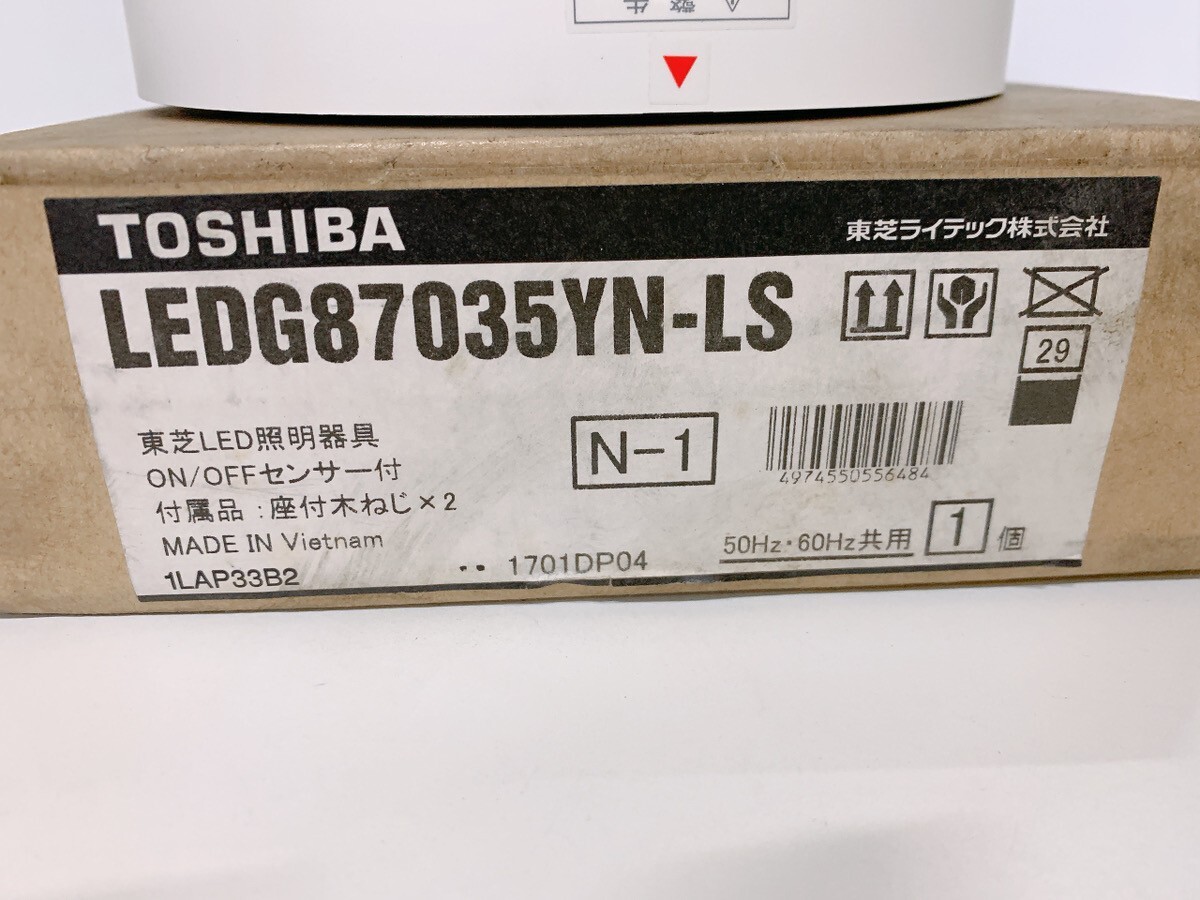 ⚠ 警告
TOSHIBA 東芝ライテック株式会社
LEDG87035YN-LS
29
東芝LED照明器具
ON/OFFセンサー付
付属品:座付木ねじ×2
MADE IN Vietnam
1LAP33B2
N-1
4974550556484
1701DP04
50Hz・60Hz共用 1 個